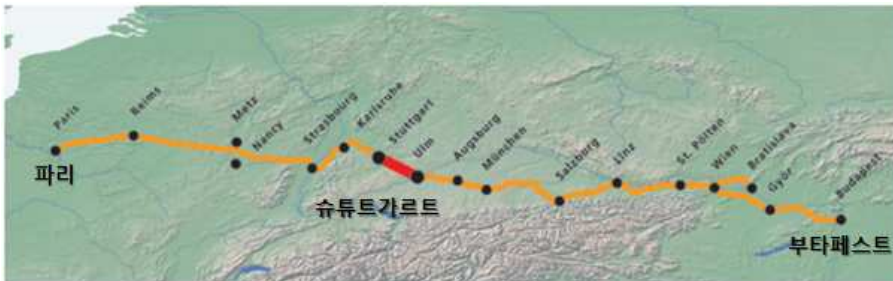 Paris
Reims
Metz
Nancy
Strasbourg
Karlsruhe
Stuttgart
Ulm
Augsburg
München
Salzburg
Linz
St. Pölten
Wien
Bratislava
Györ
Budapest
파리
슈튜트가르트
부타페스트